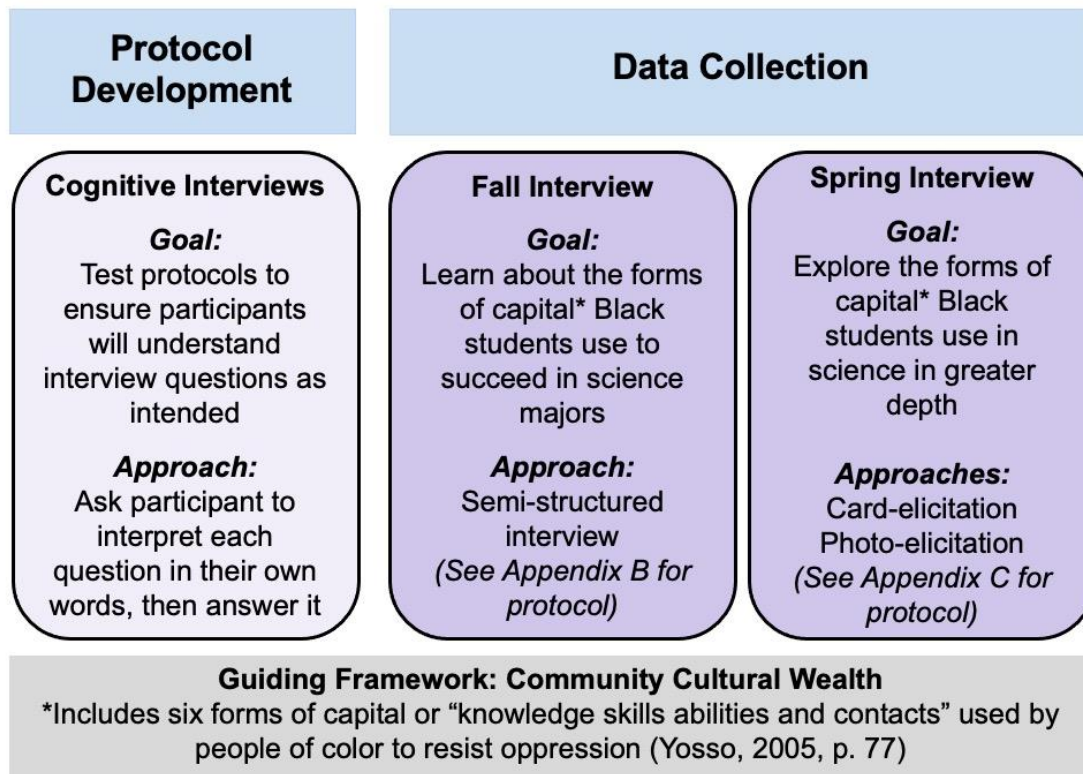 Protocol
Development
Data Collection
Cognitive Interviews
Goal:
Test protocols to
ensure participants
will understand
interview questions as
intended
Approach:
Ask participant to
interpret each
question in their own
words, then answer it
Fall Interview
Goal:
Learn about the forms
of capital* Black
students use to
succeed in science
majors
Approach:
Semi-structured
interview
(See Appendix B for
protocol)
Spring Interview
Goal:
Explore the forms of
capital* Black
students use in
science in greater
depth
Approaches:
Card-elicitation
Photo-elicitation
(See Appendix C for
protocol)
Guiding Framework: Community Cultural Wealth
*Includes six forms of capital or “knowledge skills abilities and contacts” used by
people of color to resist oppression (Yosso, 2005, p. 77)